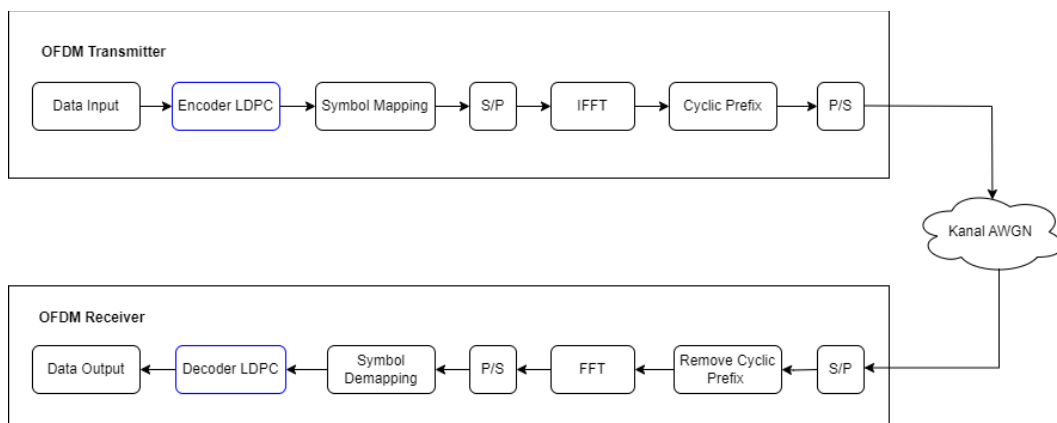 OFDM Transmitter
Data Input
Encoder LDPC
Symbol Mapping
S/P
IFFT
Cyclic Prefix
P/S
Kanal AWGN
OFDM Receiver
Data Output
Decoder LDPC
Symbol
Demapping
P/S
FFT
Remove Cyclic
Prefix
S/P